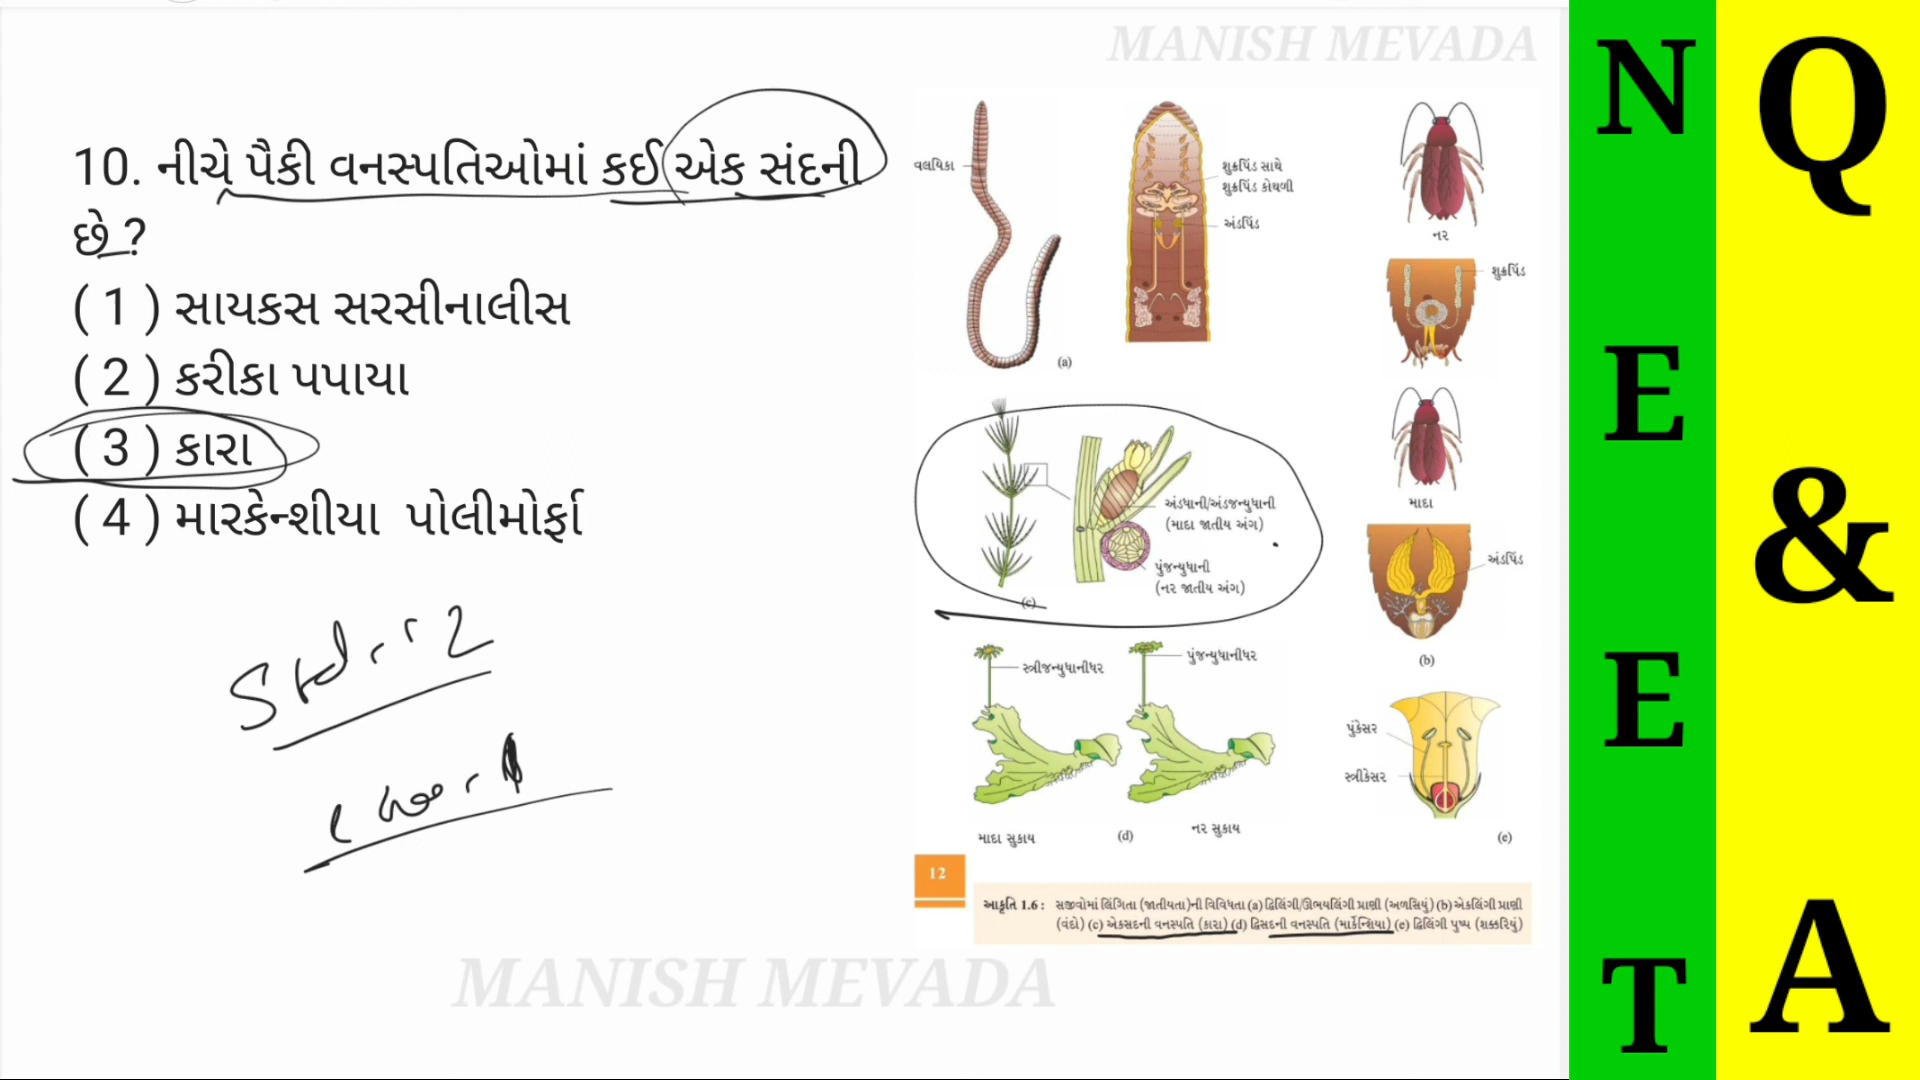 MANISH MEVADA
10. નીચે પૈકી વનસ્પતિઓમાં કઈ એક સંદની
છે ?
( 1 ) સાયકસ સરસીનાલીસ
( 2 ) કરીકા પપાયા
( 3 ) કારા
( 4 ) મારકેન્શીયા પોલીમોર્ફા
વલયિકા
શુક્રપિંડ સાથે
શુક્રપિંડ કોથળી
અંડપિંડ
(a)
નર
શુક્રપિંડ
માદા
અંડપિંડ
(b)
અંડધાની/અંડજન્યુધાની
(માદા જાતીય અંગ)
પુંજન્યુધાની
(નર જાતીય અંગ)
(c)
સ્ત્રીજન્યુધાનીધર
પુંજન્યુધાનીધર
માદા સુકાય
(d)
નર સુકાય
પુંકેસર
સ્ત્રીકેસર
(e)
12
આકૃતિ 1.6 : સજીવોમાં લિંગિતા (જાતીયતા)ની વિવિધતા (a) દ્વિલિંગી/ઊભયલિંગી પ્રાણી (અળસિયું) (b) એકલિંગી પ્રાણી
(વંદો) (c) એકસદની વનસ્પતિ (કારા) (d) દ્વિસદની વનસ્પતિ (માર્કેન્શિયા) (e) દ્વિલિંગી પુષ્પ (શક્કરિયું)
MANISH MEVADA
NEET
Q&A